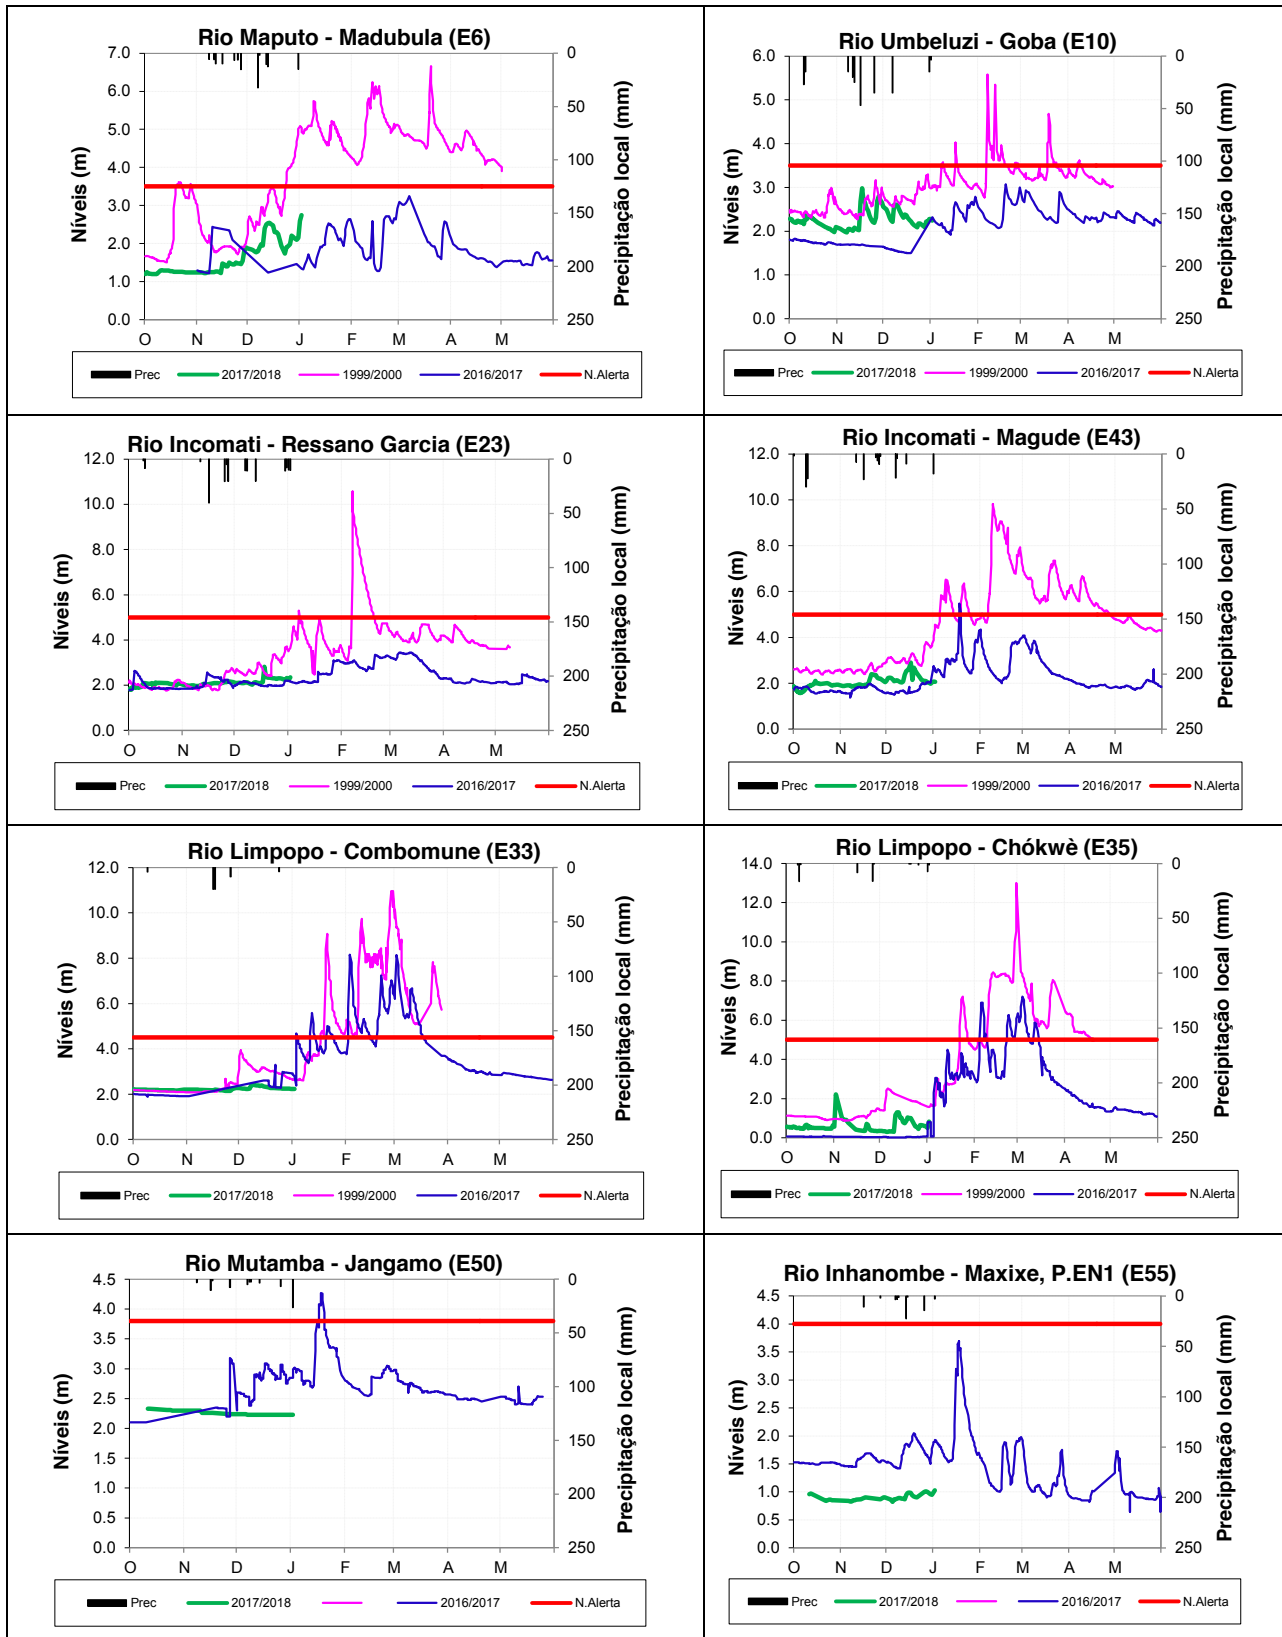 Rio Maputo - Madubula (E6)
7.0
6.0
5.0
4.0
3.0
2.0
1.0
0.0
Níveis (m)
0
50
100
150
200
250
Precipitação local (mm)
O N D J F M A M
Prec 2017/2018 1999/2000 2016/2017 N.Alerta
Rio Umbeluzi - Goba (E10)
6.0
5.0
4.0
3.0
2.0
1.0
0.0
Níveis (m)
0
50
100
150
200
250
Precipitação local (mm)
O N D J F M A M
Prec 2017/2018 1999/2000 2016/2017 N.Alerta
Rio Incomati - Ressano Garcia (E23)
12.0
10.0
8.0
6.0
4.0
2.0
0.0
Níveis (m)
0
50
100
150
200
250
Precipitação local (mm)
O N D J F M A M
Prec 2017/2018 1999/2000 2016/2017 N.Alerta
Rio Incomati - Magude (E43)
12.0
10.0
8.0
6.0
4.0
2.0
0.0
Níveis (m)
0
50
100
150
200
250
Precipitação local (mm)
O N D J F M A M
Prec 2017/2018 1999/2000 2016/2017 N.Alerta
Rio Limpopo - Combomune (E33)
12.0
10.0
8.0
6.0
4.0
2.0
0.0
Níveis (m)
0
50
100
150
200
250
Precipitação local (mm)
O N D J F M A M
Prec 2017/2018 1999/2000 2016/2017 N.Alerta
Rio Limpopo - Chókwè (E35)
14.0
12.0
10.0
8.0
6.0
4.0
2.0
0.0
Níveis (m)
0
50
100
150
200
250
Precipitação local (mm)
O N D J F M A M
Prec 2017/2018 1999/2000 2016/2017 N.Alerta
Rio Mutamba - Jangamo (E50)
4.5
4.0
3.5
3.0
2.5
2.0
1.5
1.0
0.5
0.0
Níveis (m)
0
50
100
150
200
250
Precipitação local (mm)
O N D J F M A M
Prec 2017/2018 2016/2017 N.Alerta
Rio Inhanombe - Maxixe, P.EN1 (E55)
4.5
4.0
3.5
3.0
2.5
2.0
1.5
1.0
0.5
0.0
Níveis (m)
0
50
100
150
200
250
Precipitação local (mm)
O N D J F M A M
Prec 2017/2018 2016/2017 N.Alerta